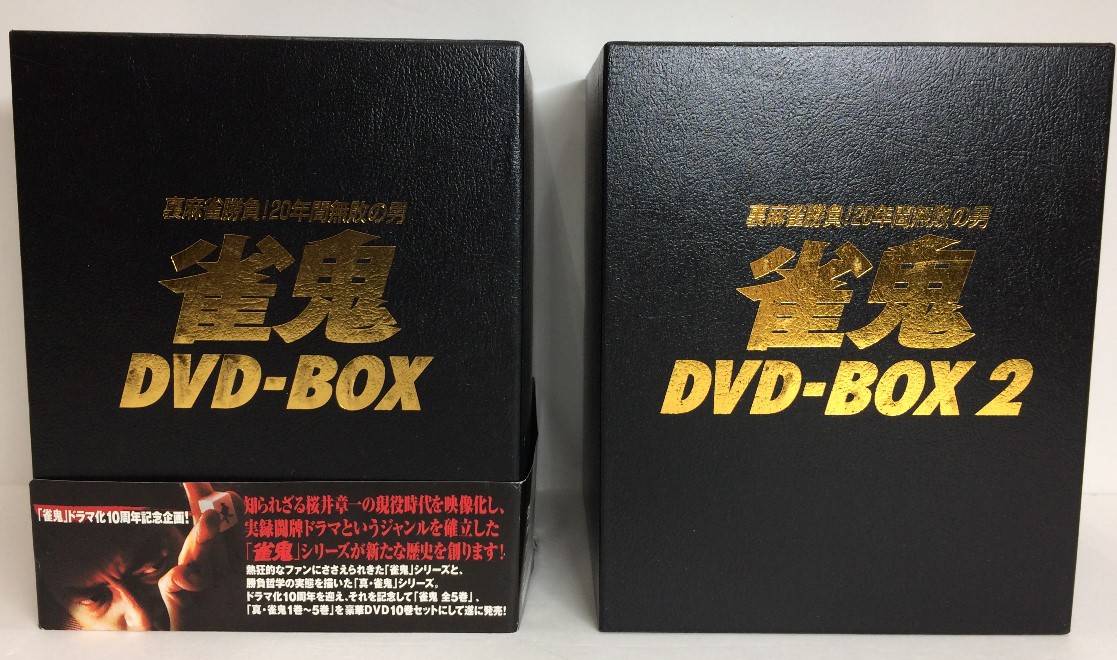 裏麻雀勝負!20年間無敗の男
雀鬼
DVD-BOX
「雀鬼」ドラマ化10周年記念企画!
知られざる桜井章一の現役時代を映像化し、
実録闘牌ドラマというジャンルを確立した
「雀鬼」シリーズが新たな歴史を創ります!
熱狂的なファンにささえられきた「雀鬼」シリーズと、
勝負哲学の実態を描いた「真・雀鬼」シリーズ。
ドラマ化10周年を迎え、それを記念して「雀鬼 全5巻」、
「真・雀鬼1巻〜5巻」を豪華DVD10巻セットにして遂に発売!
裏麻雀勝負!20年間無敗の男
雀鬼
DVD-BOX 2